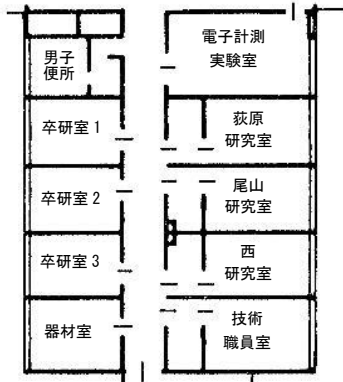 電子計測
実験室
男子
便所
卒研室 1
荻原
研究室
卒研室 2
尾山
研究室
卒研室 3
西
研究室
器材室
技術
職員室